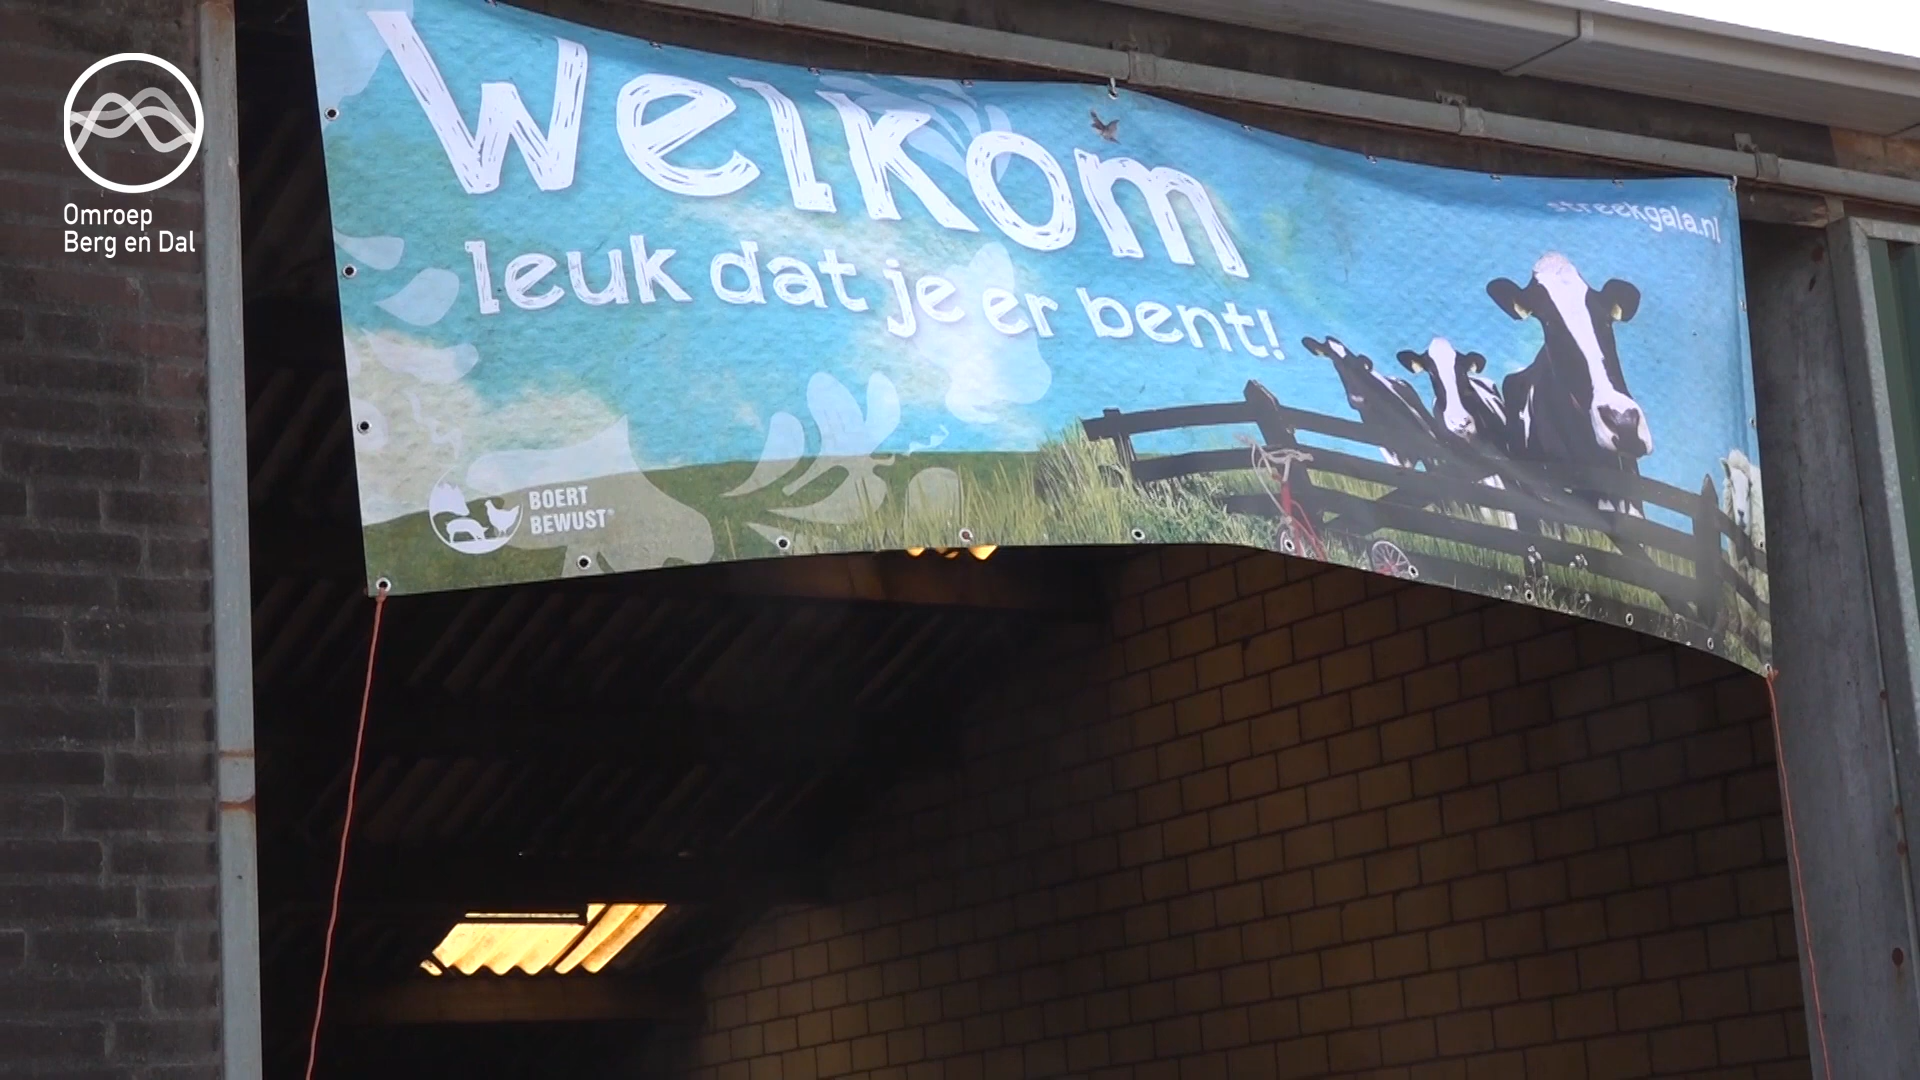 Omroep
Berg en Dal
Welkom
leuk dat je er bent!
streekgala.nl
BOERT
BEWUST®